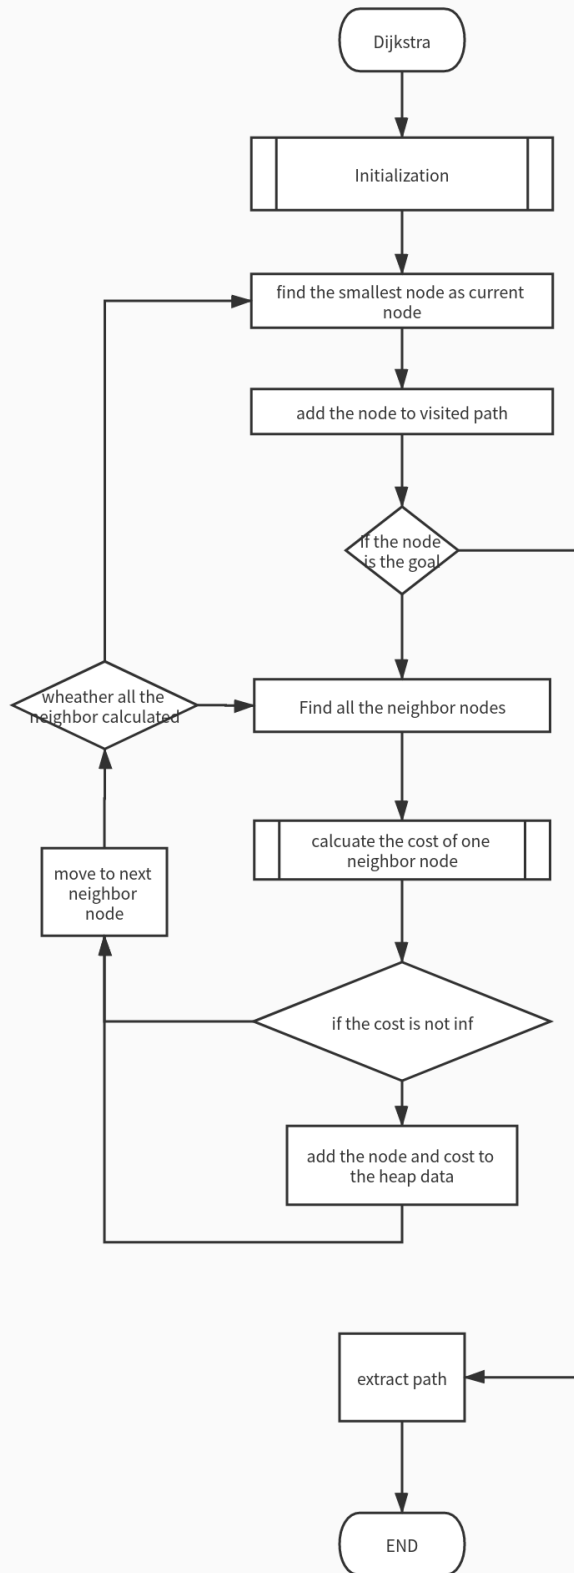 Dijkstra
Initialization
find the smallest node as current
node
add the node to visited path
if the node
is the goal
wheather all the
neighbor calculated
Find all the neighbor nodes
calcuate the cost of one
neighbor node
move to next
neighbor
node
if the cost is not inf
add the node and cost to
the heap data
extract path
END